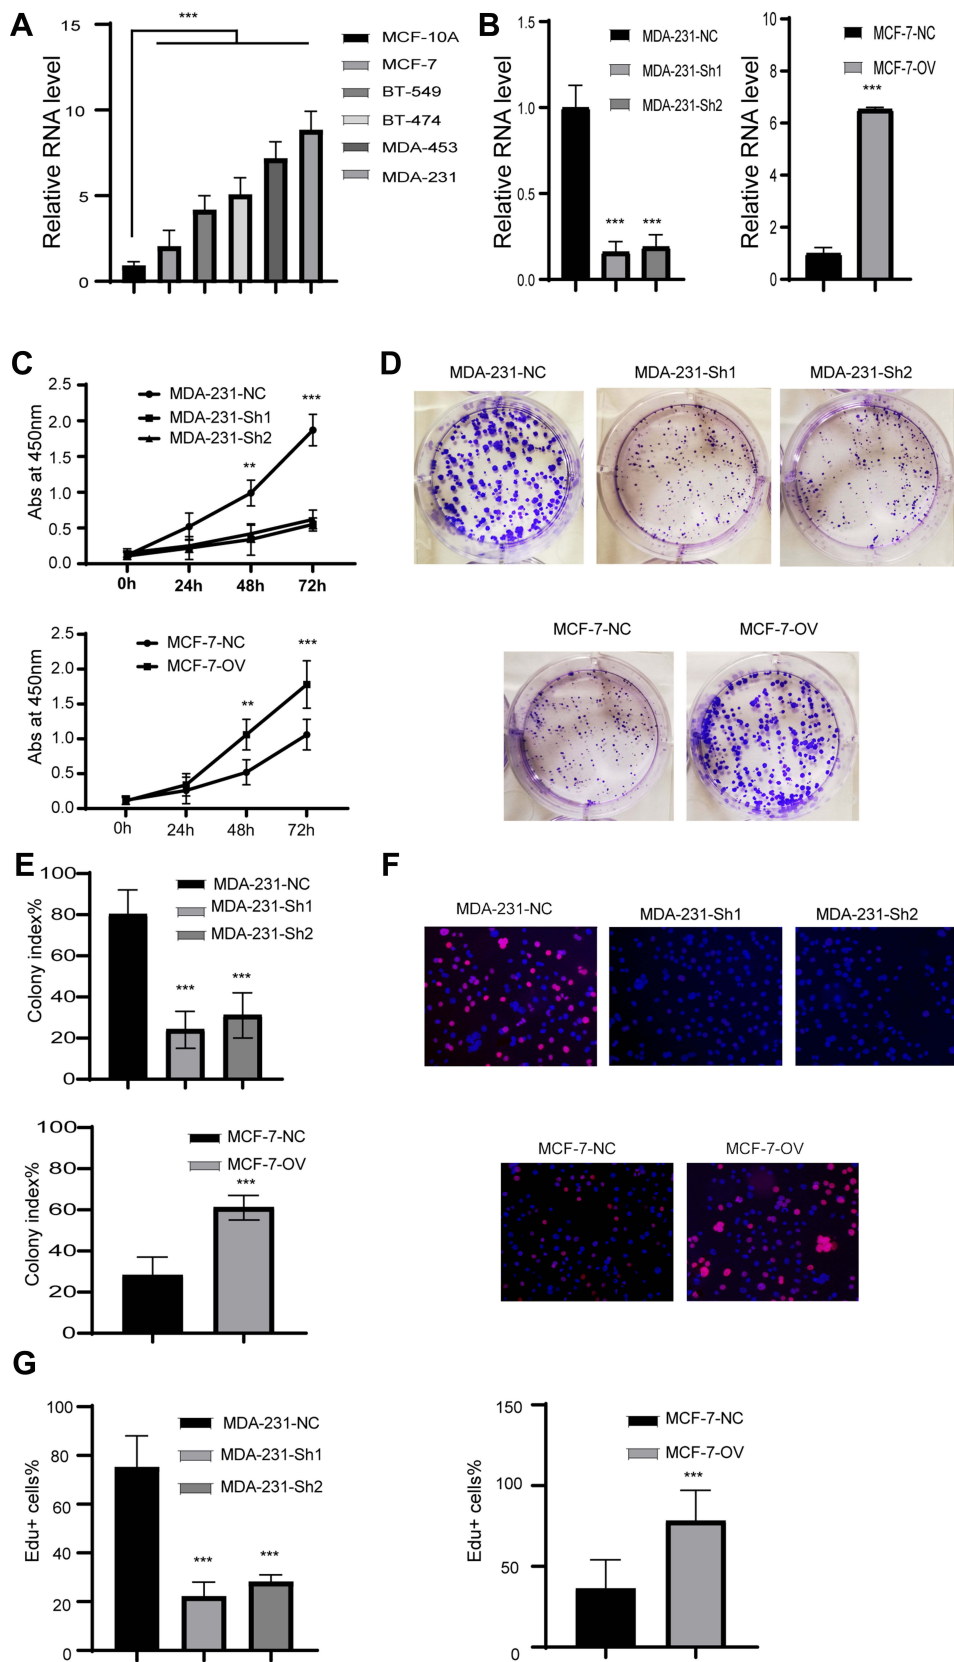 A
Relative RNA level
15
10
5
0
***
MCF-10A
MCF-7
BT-549
BT-474
MDA-453
MDA-231
B
Relative RNA level
1.5
1.0
0.5
0.0
MDA-231-NC
MDA-231-Sh1
MDA-231-Sh2
***
***
Relative RNA level
10
8
6
4
2
0
MCF-7-NC
MCF-7-OV
***
C
Abs at 450nm
2.5
2.0
1.5
1.0
0.5
0.0
MDA-231-NC
MDA-231-Sh1
MDA-231-Sh2
**
***
0h 24h 48h 72h
Abs at 450nm
2.5
2.0
1.5
1.0
0.5
0.0
MCF-7-NC
MCF-7-OV
**
***
0h 24h 48h 72h
D
MDA-231-NC MDA-231-Sh1 MDA-231-Sh2
MCF-7-NC MCF-7-OV
E
Colony index%
100
80
60
40
20
0
MDA-231-NC
MDA-231-Sh1
MDA-231-Sh2
***
***
Colony index%
100
80
60
40
20
0
MCF-7-NC
MCF-7-OV
***
F
MDA-231-NC MDA-231-Sh1 MDA-231-Sh2
MCF-7-NC MCF-7-OV
G
Edu+ cells%
100
80
60
40
20
0
MDA-231-NC
MDA-231-Sh1
MDA-231-Sh2
***
***
Edu+ cells%
150
100
50
0
MCF-7-NC
MCF-7-OV
***